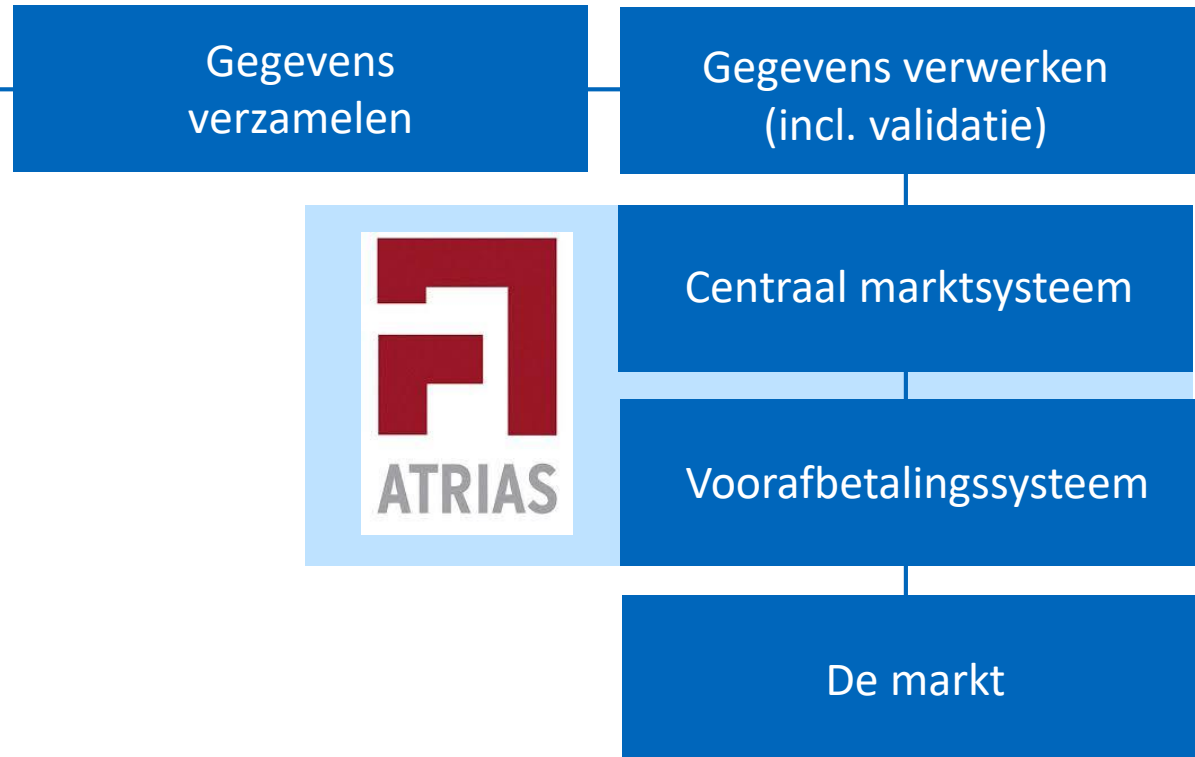 Gegevens
verzamelen
Gegevens verwerken
(incl. validatie)
Centraal marktsysteem
ATRIAS
Voorafbetalingssysteem
De markt